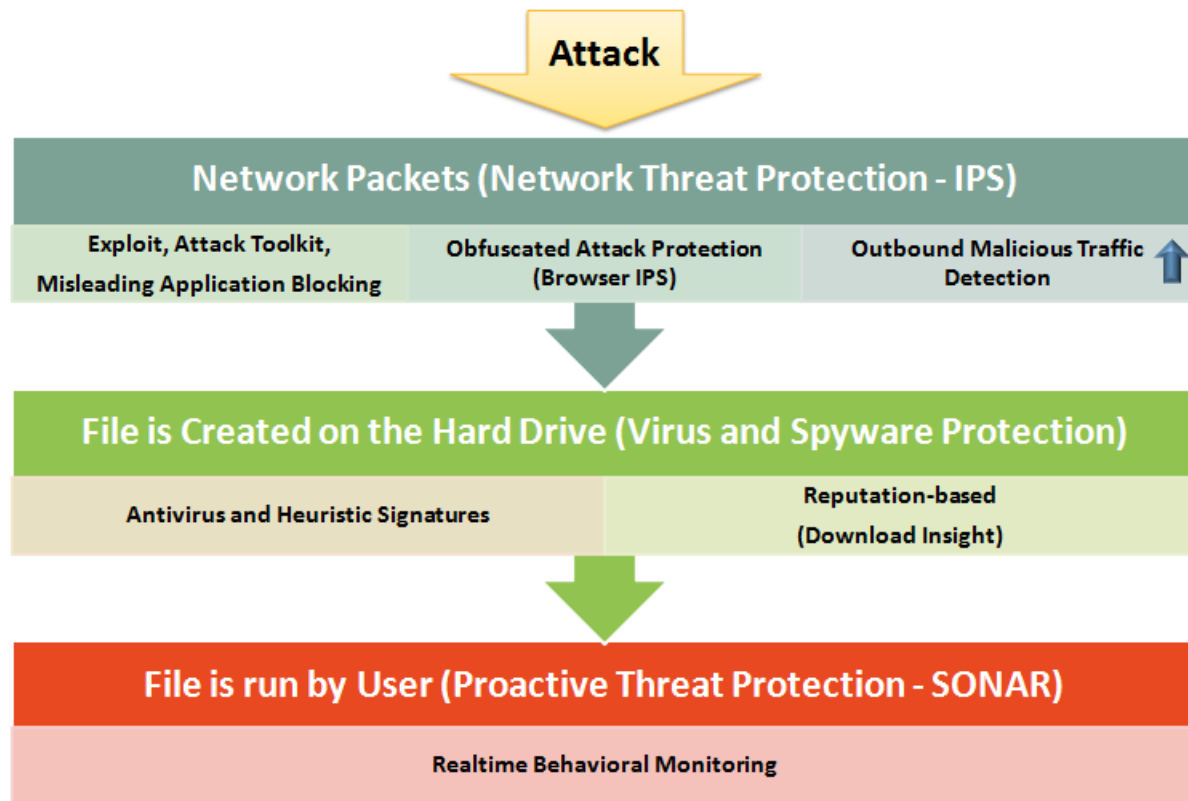 Attack
Network Packets (Network Threat Protection - IPS)
Exploit, Attack Toolkit,
Misleading Application Blocking
Obfuscated Attack Protection
(Browser IPS)
Outbound Malicious Traffic
Detection
File is Created on the Hard Drive (Virus and Spyware Protection)
Antivirus and Heuristic Signatures
Reputation-based
(Download Insight)
File is run by User (Proactive Threat Protection - SONAR)
Realtime Behavioral Monitoring